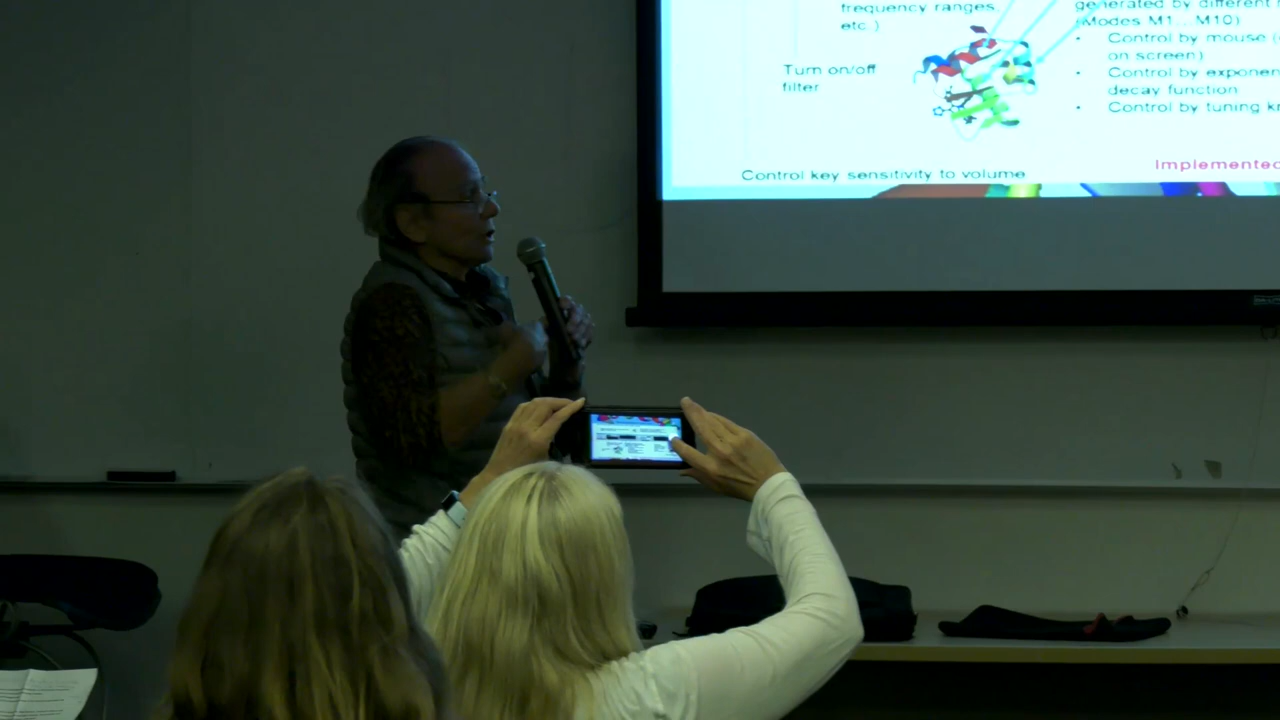 frequency ranges,
etc.)
Turn on/off
filter
Control key sensitivity to volume
generated by different
(Modes M1...M10)
• Control by mouse (
on screen)
• Control by
decay function
• Control by tuning
Implemented